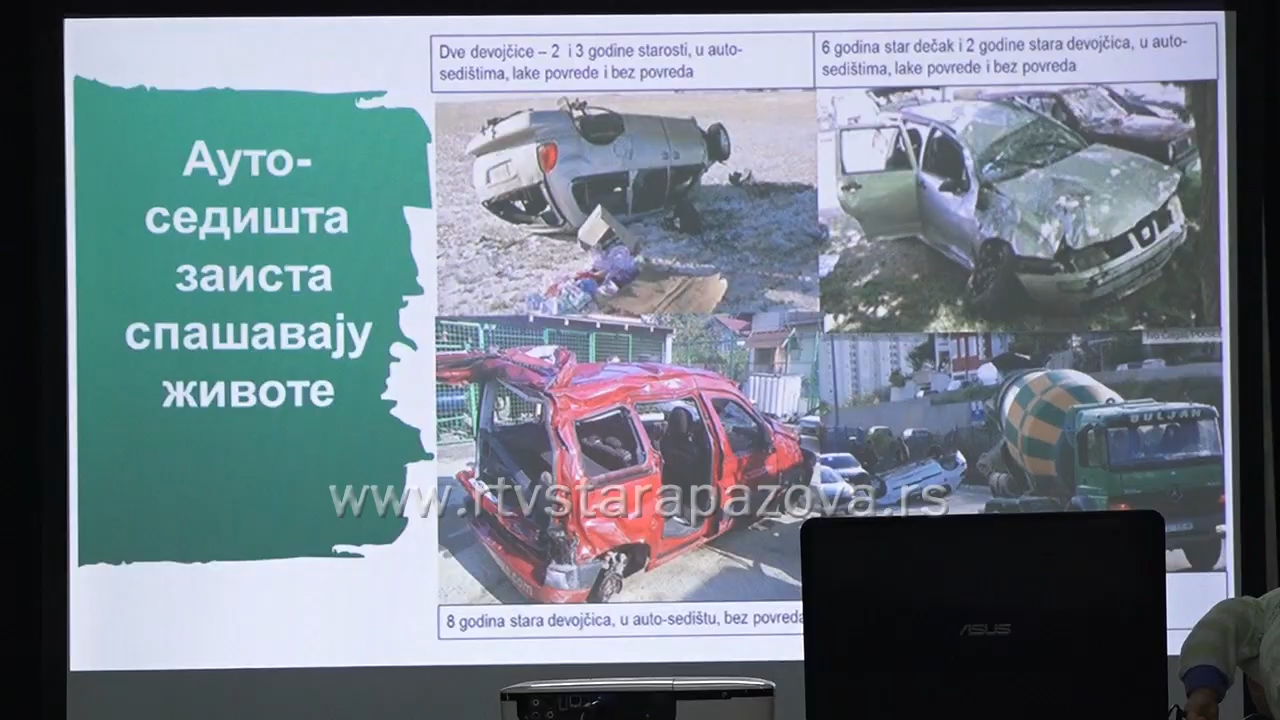 Dve devojčice – 2 i 3 godine starosti, u auto-
sedištima, lake povrede i bez povreda
6 godina star dečak i 2 godine stara devojčica, u auto-
sedištima, lake povrede i bez povreda
Ауто-
седишта
заиста
спашавају
животе
BULJAN
www.rtvstarapazova.rs
8 godina stara devojčica, u auto-sedištu, bez povreda
ASUS